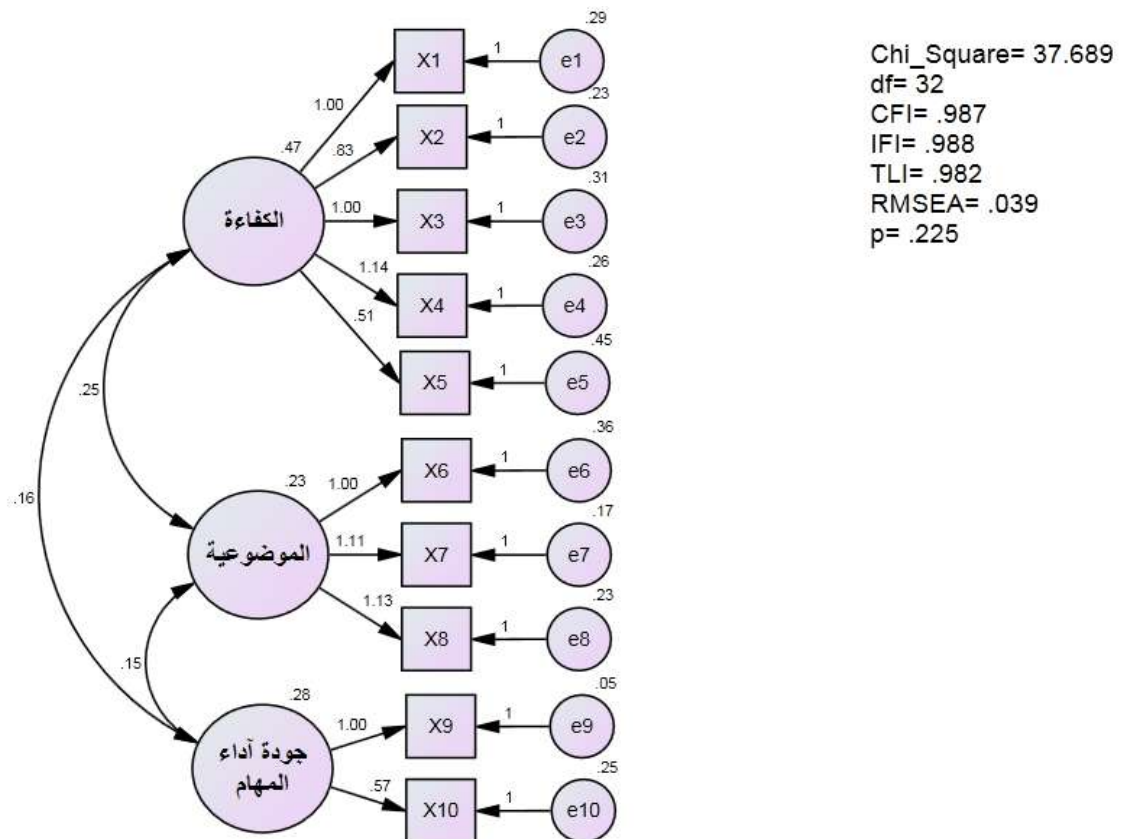 .29
X1
1
e1
1.00
.23
X2
1
e2
.47
.83
.31
الكفاءة
1.00
X3
1
e3
1.14
.26
X4
1
e4
.51
.45
X5
1
e5
.25
.36
X6
1
e6
.23
1.00
.16
.17
الموضوعية
1.11
X7
1
e7
1.13
.23
X8
1
e8
.15
.05
.28
1.00
X9
1
e9
جودة آداء
المهام
.25
.57
X10
1
e10
Chi_Square= 37.689
df= 32
CFI= .987
IFI= .988
TLI= .982
RMSEA= .039
p= .225